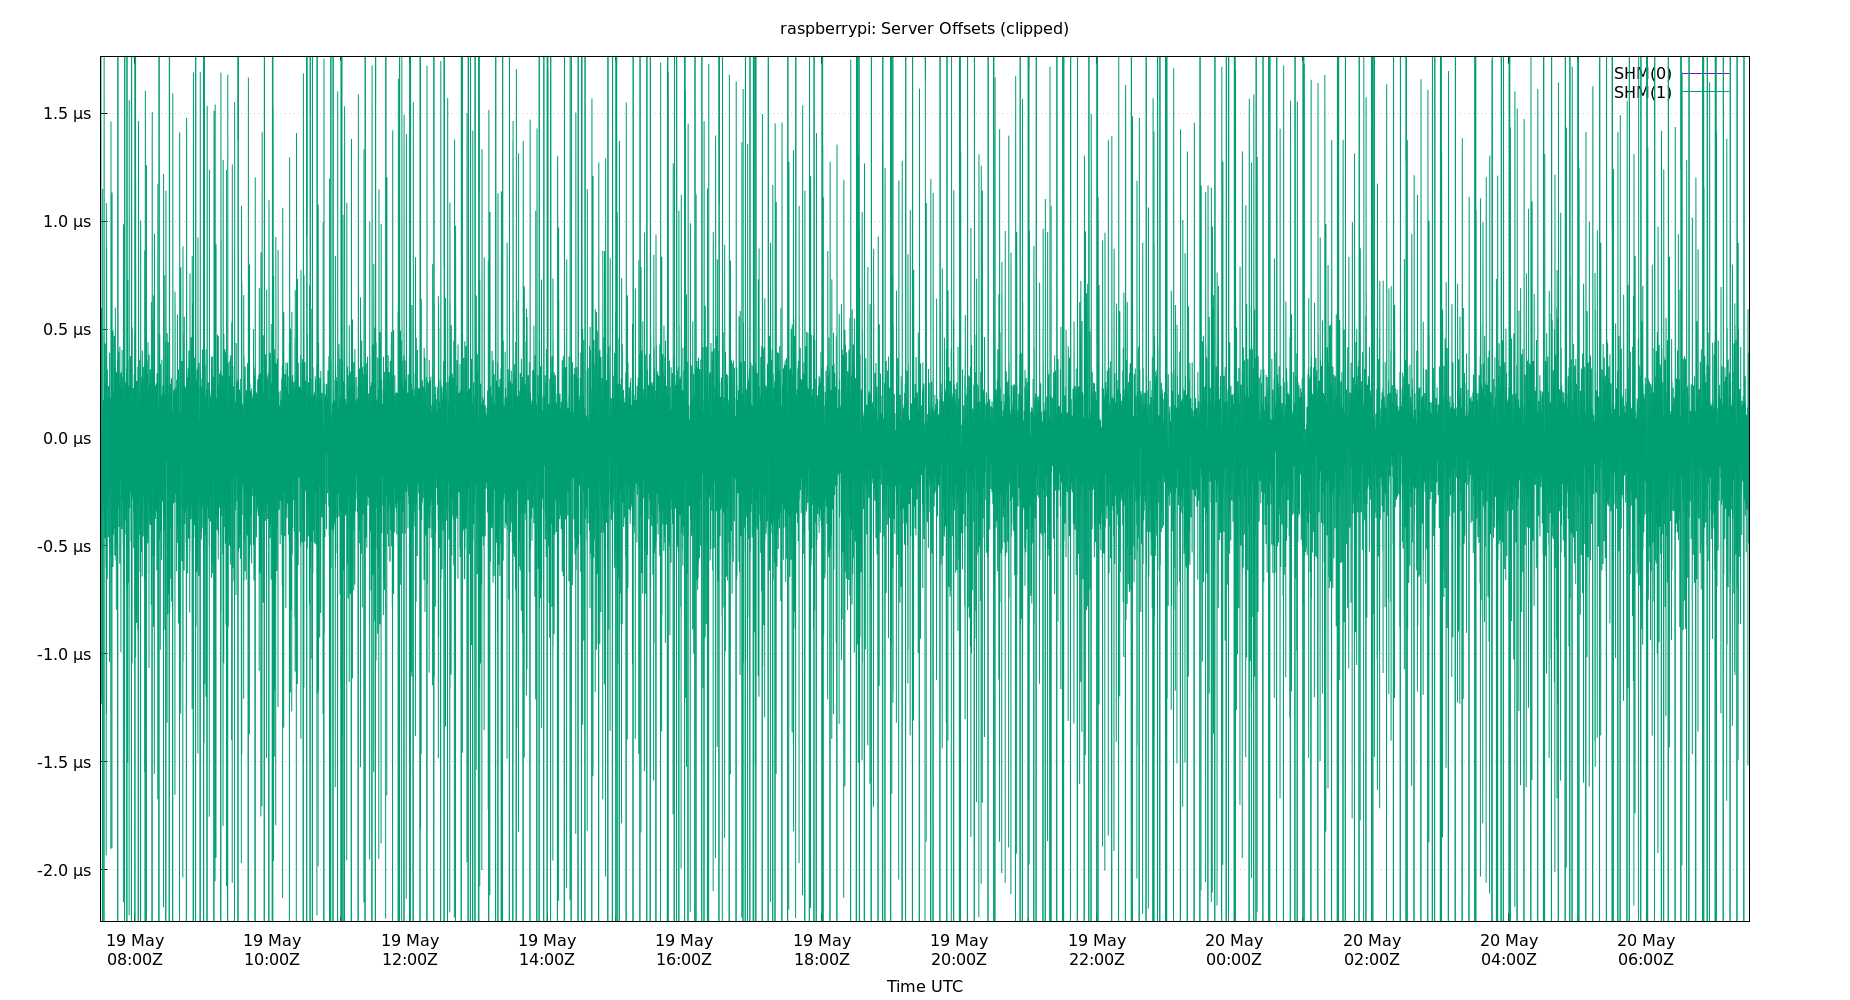 raspberrypi: Server Offsets (clipped)
SHM(0)
SHM(1)
1.5 μs
1.0 μs
0.5 μs
0.0 μs
-0.5 μs
-1.0 μs
-1.5 μs
-2.0 μs
19 May 19 May 19 May 19 May 19 May 19 May 19 May 19 May 20 May 20 May 20 May 20 May
08:00Z 10:00Z 12:00Z 14:00Z 16:00Z 18:00Z 20:00Z 22:00Z 00:00Z 02:00Z 04:00Z 06:00Z
Time UTC